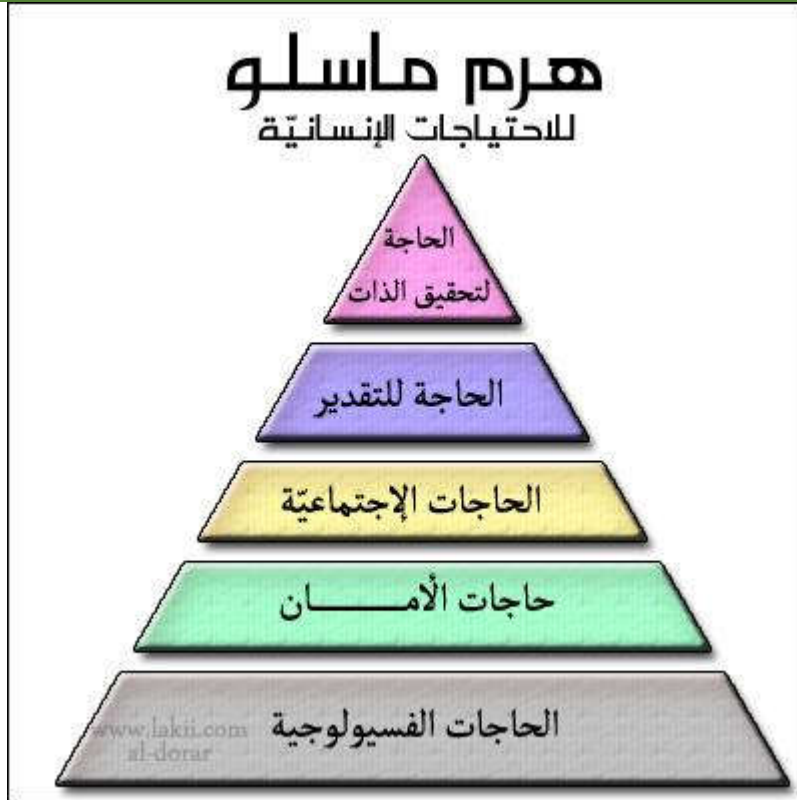 هرم ماسلو
للاحتياجات الإنسانيّة
الحاجة
لتحقيق الذات
الحاجة للتقدير
الحاجات الإجتماعيّة
حاجات الأمـــــــان
الحاجات الفسيولوجية
www.lakii.com
al-dorar